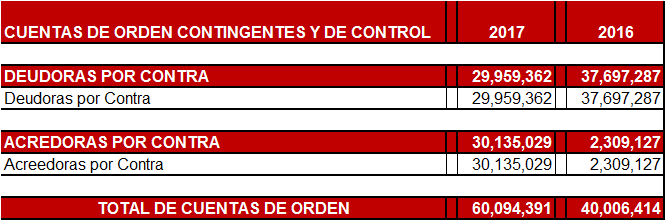 CUENTAS DE ORDEN CONTINGENTES Y DE CONTROL 2017 2016
DEUDORAS POR CONTRA 29,959,362 37,697,287
Deudoras por Contra 29,959,362 37,697,287
ACREDORAS POR CONTRA 30,135,029 2,309,127
Acreedoras por Contra 30,135,029 2,309,127
TOTAL DE CUENTAS DE ORDEN 60,094,391 40,006,414